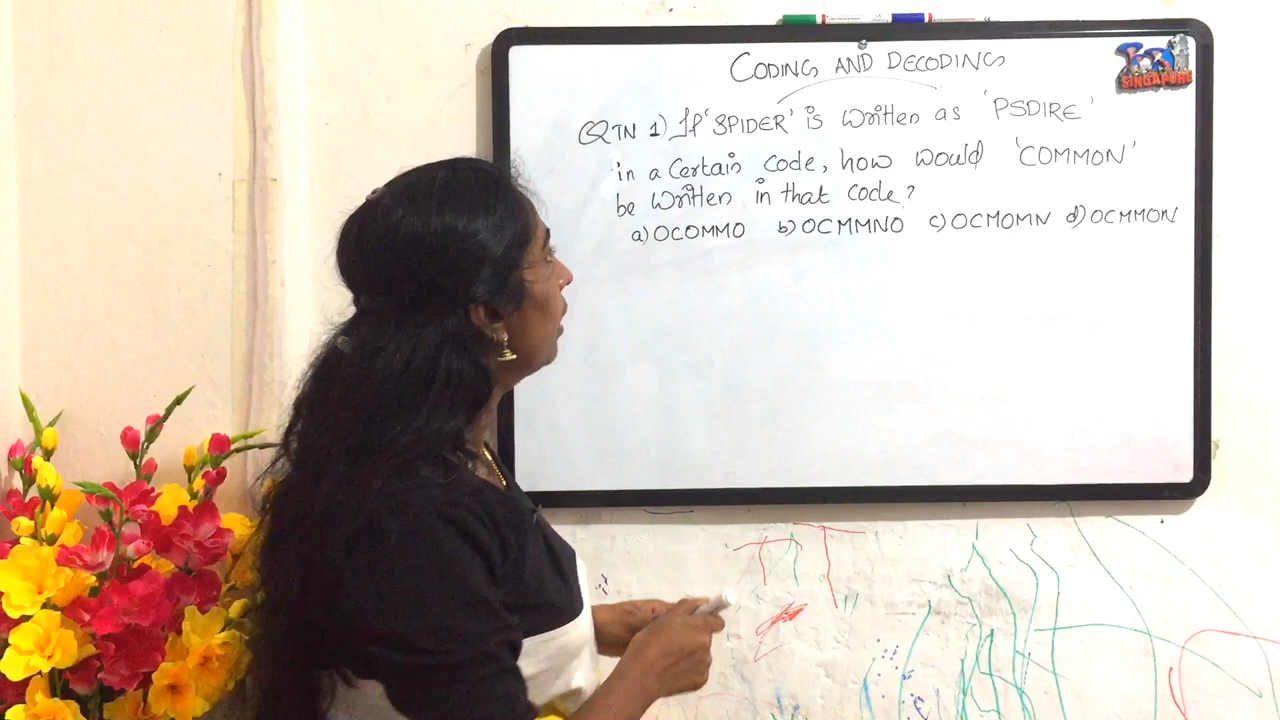 CODING AND DECODING
QTN 1) If 'SPIDER' is written as 'PSDIRE'
in a certain code, how would 'COMMON'
be written in that code?
a) OCOMMO b) OCMMNO c) OCMOMN d) OCMMON
SINGAPORE